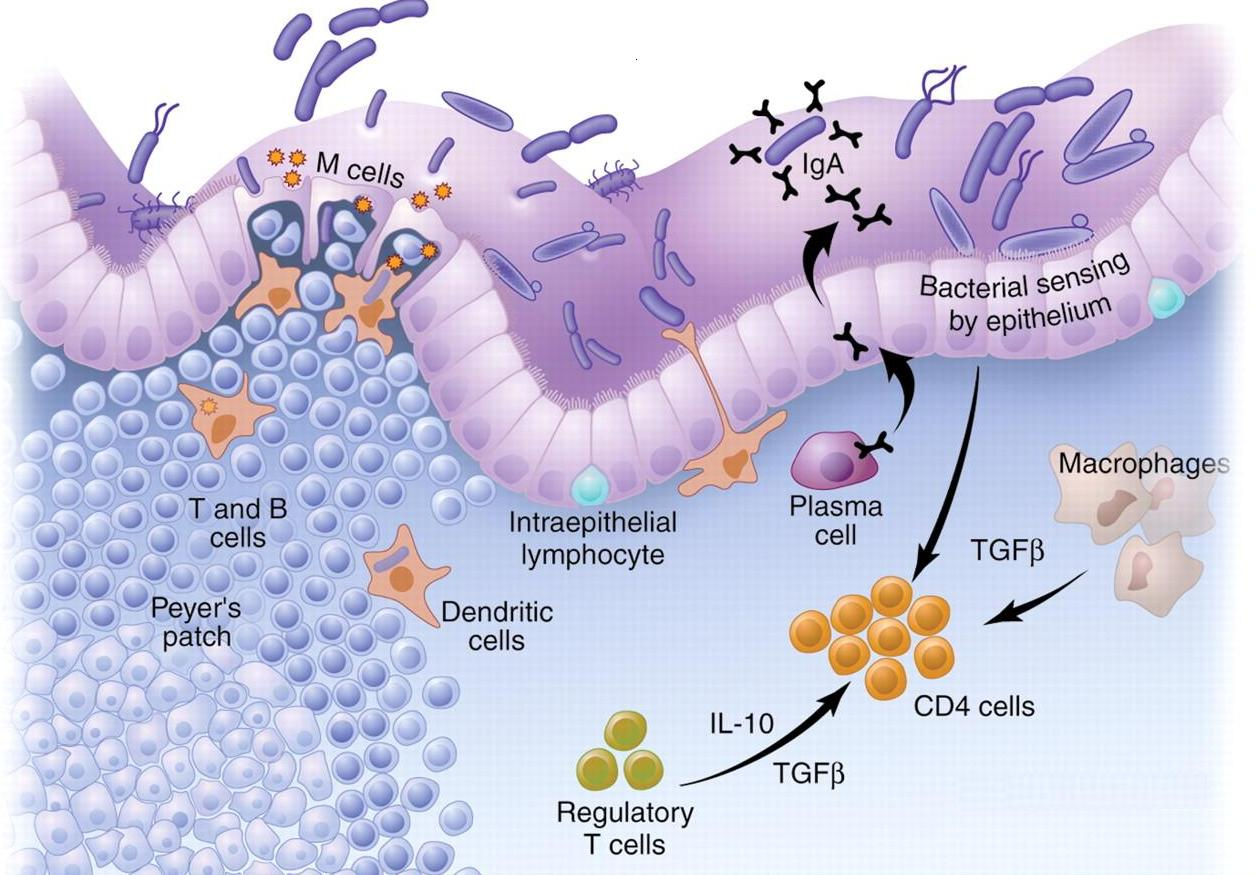 M cells
IgA
Bacterial sensing
by epithelium
Macrophages
T and B
cells
Intraepithelial
lymphocyte
Plasma
cell
TGFβ
Peyer's
patch
Dendritic
cells
CD4 cells
IL-10
TGFβ
Regulatory
T cells